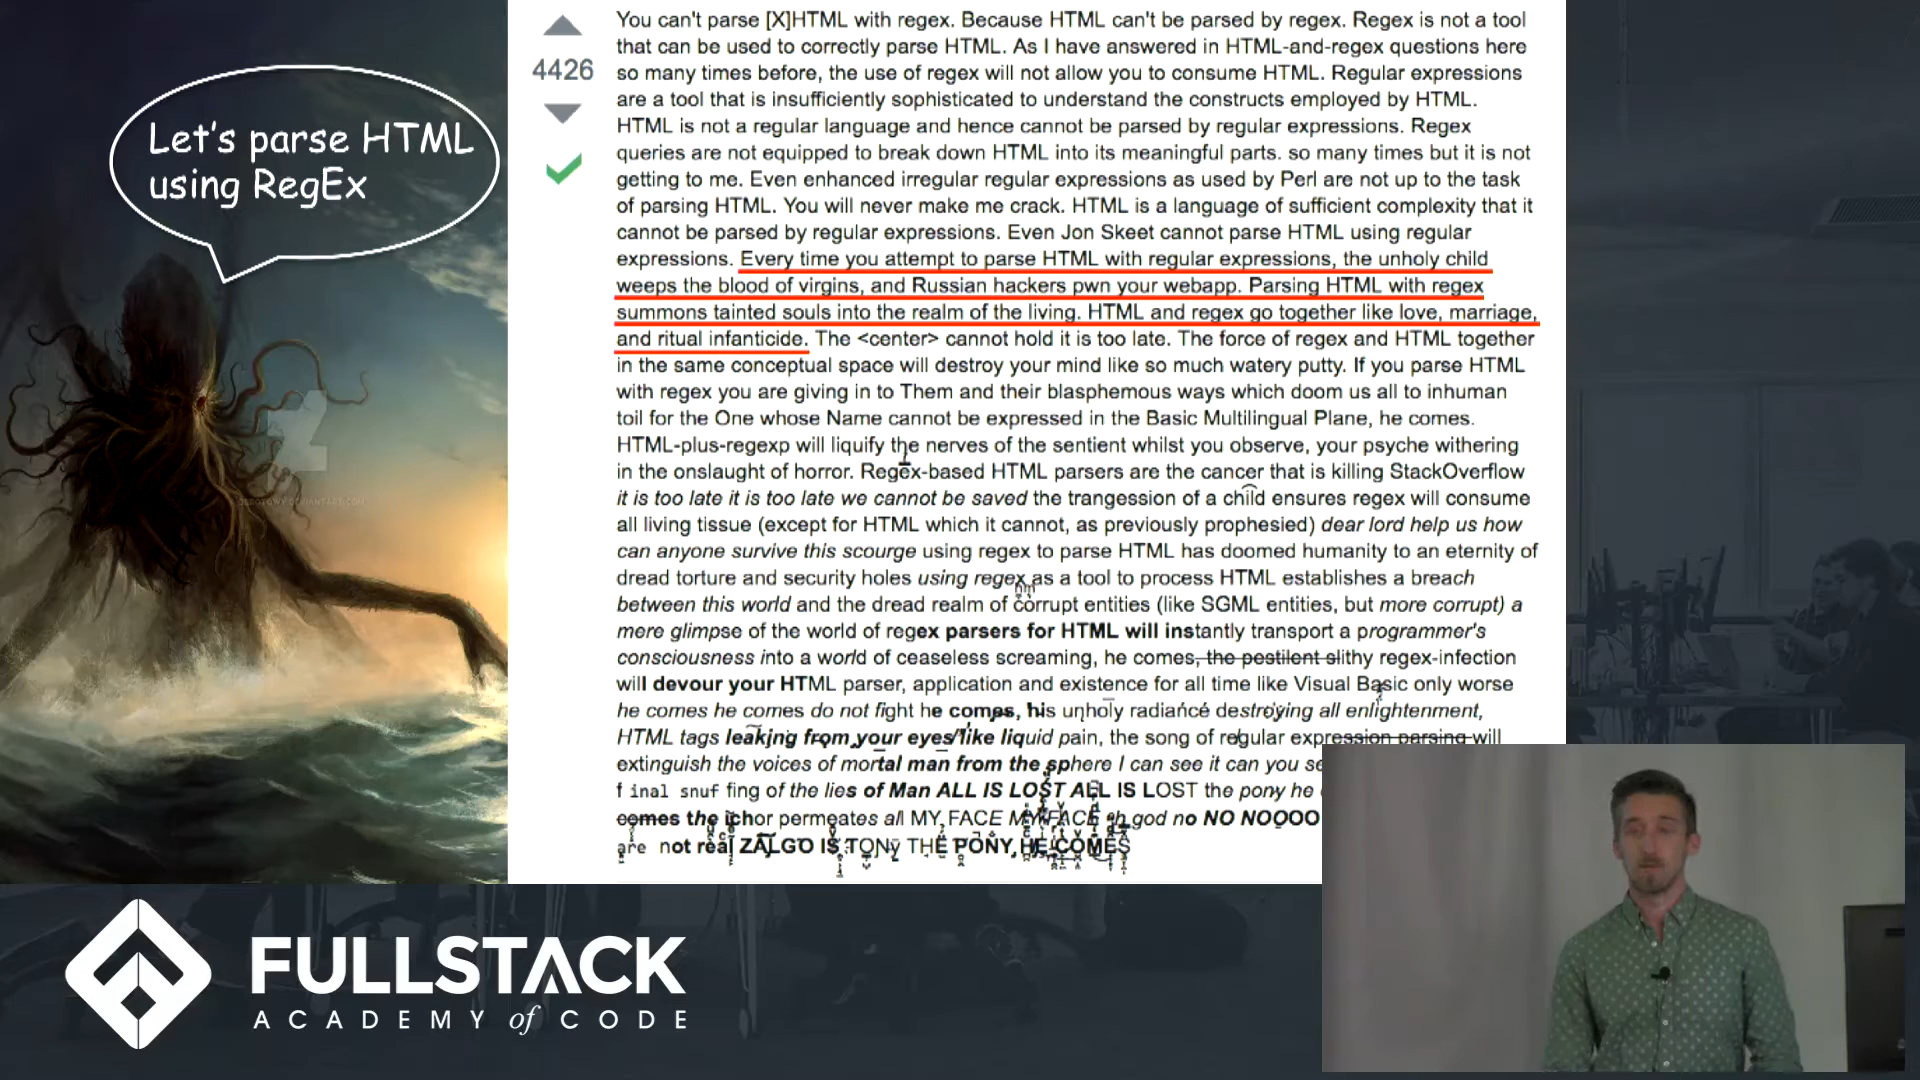 Let's parse HTML
using RegEx
4426
You can't parse [X]HTML with regex. Because HTML can't be parsed by regex. Regex is not a tool
that can be used to correctly parse HTML. As I have answered in HTML-and-regex questions here
so many times before, the use of regex will not allow you to consume HTML. Regular expressions
are a tool that is insufficiently sophisticated to understand the constructs employed by HTML.
HTML is not a regular language and hence cannot be parsed by regular expressions. Regex
queries are not equipped to break down HTML into its meaningful parts. so many times but it is not
getting to me. Even enhanced irregular regular expressions as used by Perl are not up to the task
of parsing HTML. You will never make me crack. HTML is a language of sufficient complexity that it
cannot be parsed by regular expressions. Even Jon Skeet cannot parse HTML using regular
expressions. Every time you attempt to parse HTML with regular expressions, the unholy child
weeps the blood of virgins, and Russian hackers pwn your webapp. Parsing HTML with regex
summons tainted souls into the realm of the living. HTML and regex go together like love, marriage,
and ritual infanticide. The <center> cannot hold it is too late. The force of regex and HTML together
in the same conceptual space will destroy your mind like so much watery putty. If you parse HTML
with regex you are giving in to Them and their blasphemous ways which doom us all to inhuman
toil for the One whose Name cannot be expressed in the Basic Multilingual Plane, he comes.
HTML-plus-regexp will liquify the nerves of the sentient whilst you observe, your psyche withering
in the onslaught of horror. Regex-based HTML parsers are the cancer that is killing StackOverflow
it is too late it is too late we cannot be saved the trangession of a child ensures regex will consume
all living tissue (except for HTML which it cannot, as previously prophesied) dear lord help us how
can anyone survive this scourge using regex to parse HTML has doomed humanity to an eternity of
dread torture and security holes using regex as a tool to process HTML establishes a breach
between this world and the dread realm of corrupt entities (like SGML entities, but more corrupt) a
mere glimpse of the world of regex parsers for HTML will instantly transport a programmer's
consciousness into a world of ceaseless screaming, he comes, the pestilent slithy regex-infection
will devour your HTML parser, application and existence for all time like Visual Basic only worse
he comes he comes do not fight he comes, his unholy radiancé destroying all enlightenment,
HTML tags leaking from your eyes like liquid pain, the song of regular expression parsing will
extinguish the voices of mortal man from the sphere I can see it can you se
f inal snuf fing of the lies of Man ALL IS LOST ALL IS LOST the pony he
comes the ichor permeates all MY FACE MY FACE god no NO NOOOO
are not real ZALGO IS TONY THE PONY, HE COMES
FULLSTACK
ACADEMY of CODE